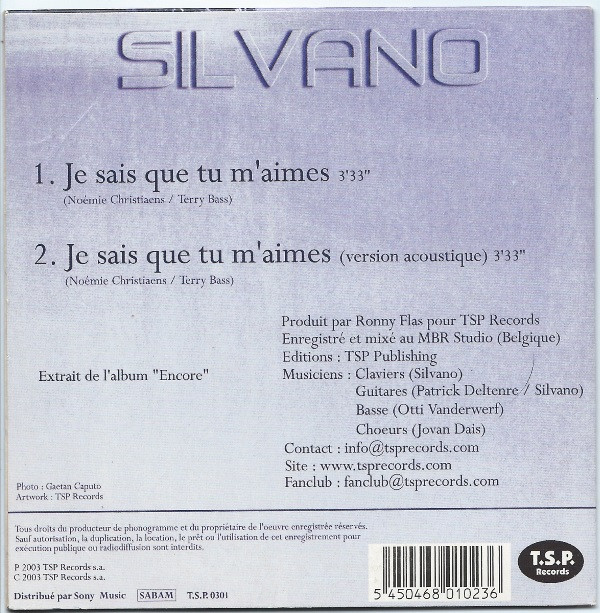 SILVANO
1. Je sais que tu m'aimes 3'33"
(Noémie Christiaens / Terry Bass)
2. Je sais que tu m'aimes (version acoustique) 3'33"
(Noémie Christiaens / Terry Bass)
Produit par Ronny Flas pour TSP Records
Enregistré et mixé au MBR Studio (Belgique)
Editions : TSP Publishing
Musiciens : Claviers (Silvano)
Guitares (Patrick Deltenre / Silvano)
Basse (Otti Vanderwerf)
Choeurs (Jovan Dais)
Contact : info@tsprecords.com
Site : www.tsprecords.com
Fanclub : fanclub@tsprecords.com
Extrait de l'album "Encore"
Photo : Gaetan Caputo
Artwork : TSP Records
Tous droits du producteur de phonogramme et du propriétaire de l'oeuvre enregistrée réservés.
Sauf autorisation, la duplication, la location, le prêt ou l'utilisation de cet enregistrement pour
exécution publique ou radiodiffusion sont interdits.
P 2003 TSP Records s.a.
C 2003 TSP Records s.a.
Distribué par Sony Music SABAM T.S.P. 0301
5 450468 010236
T.S.P.
Records